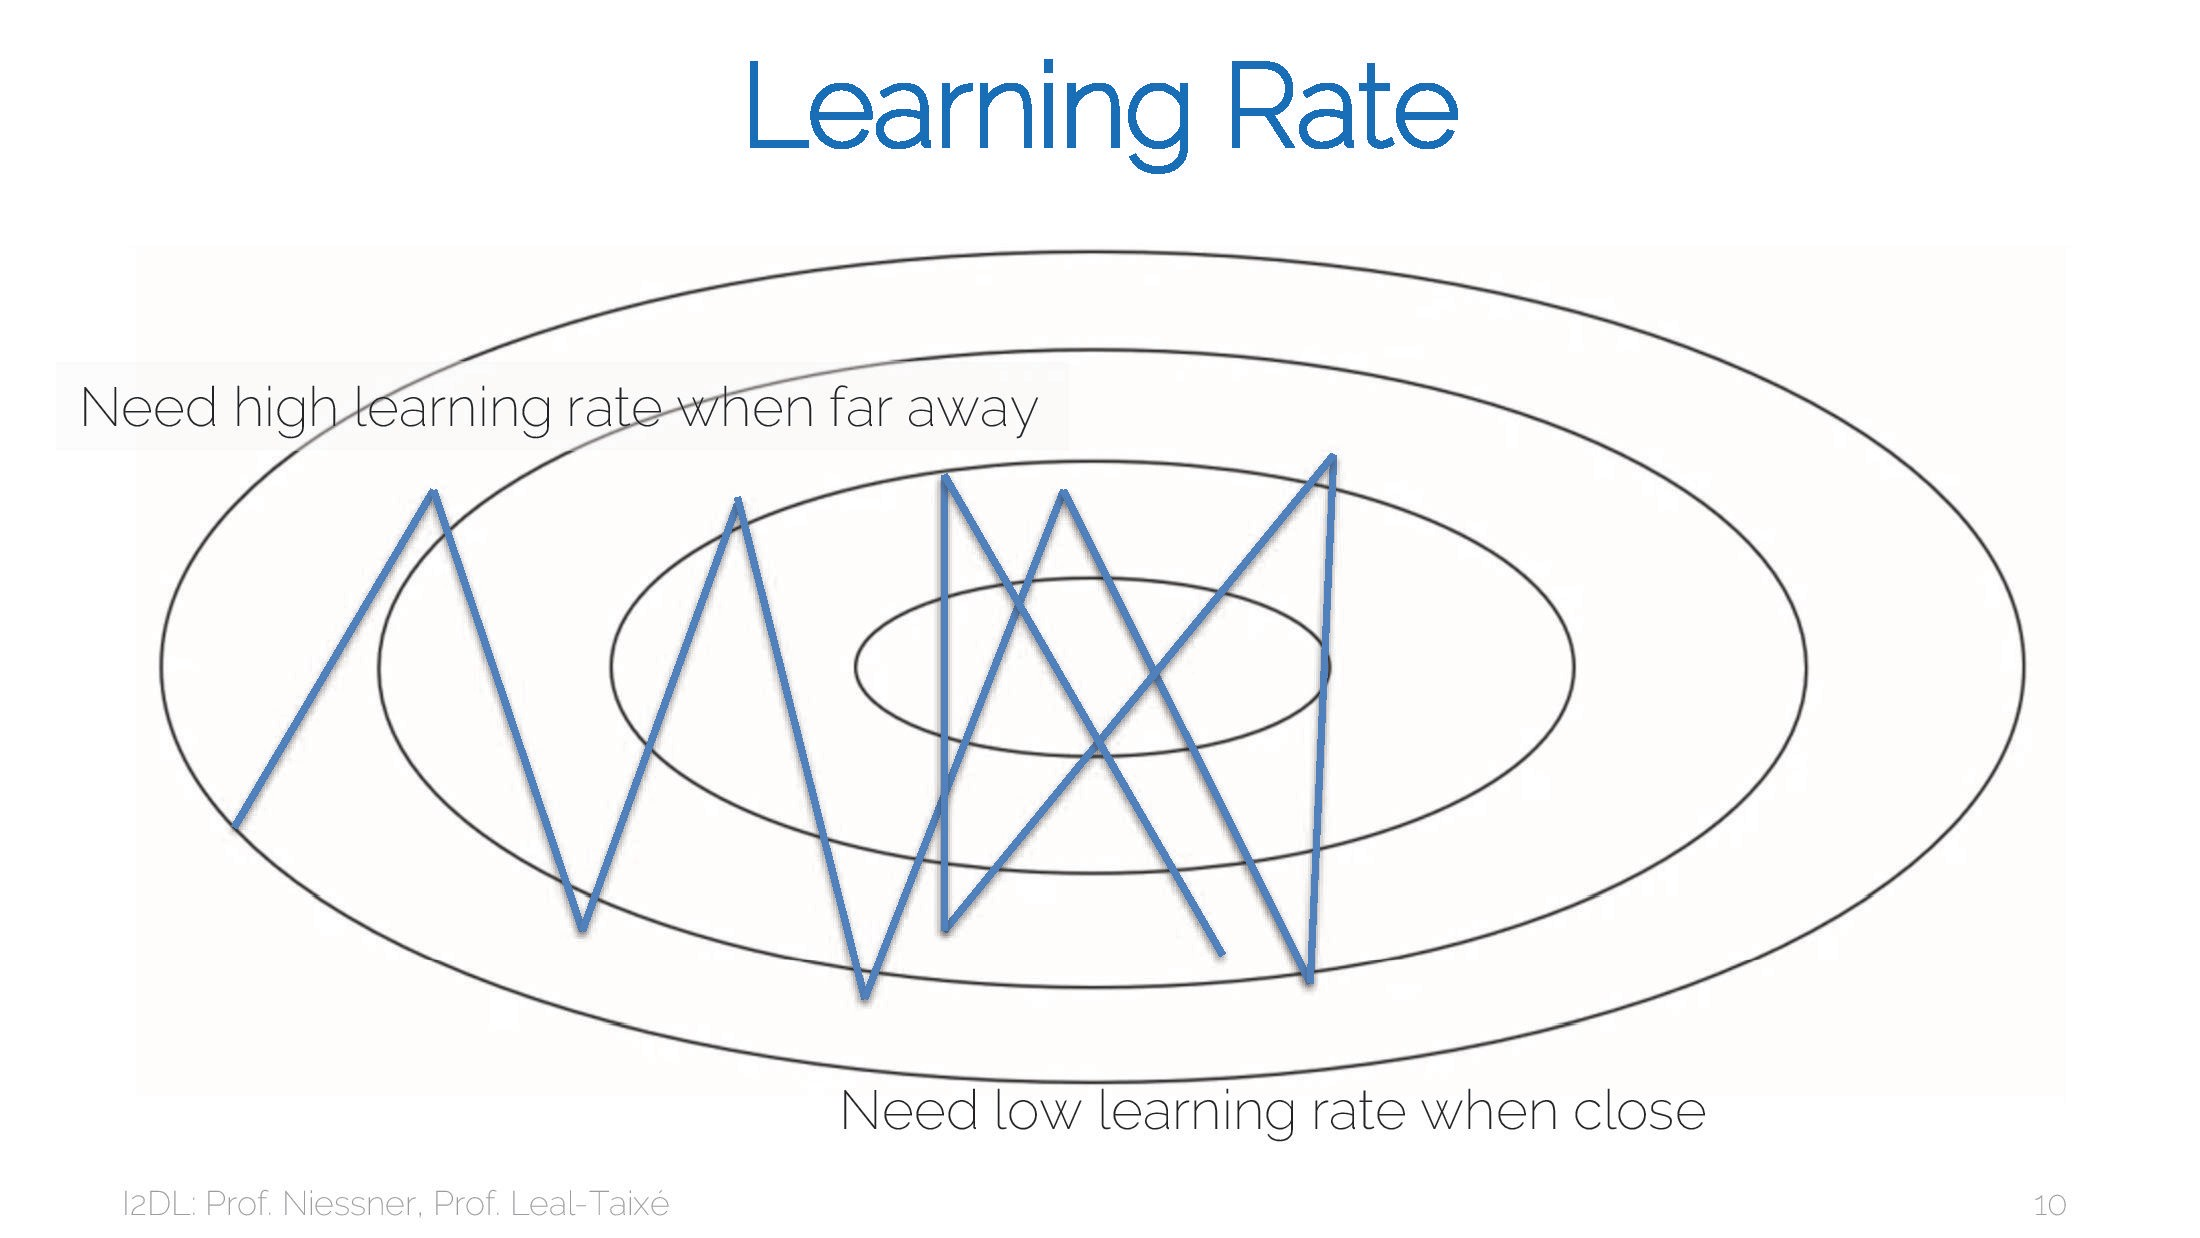 Learning Rate
Need high learning rate when far away
Need low learning rate when close
I2DL: Prof. Niessner, Prof. Leal-Taixé
10